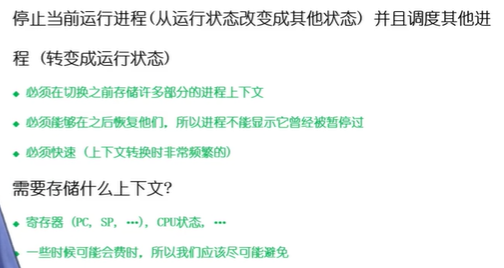 停止当前运行进程(从运行状态改变成其他状态) 并且调度其他进
程 (转变成运行状态)
必须在切换之前存储许多部分的进程上下文
必须能够在之后恢复他们，所以进程不能显示它曾经被暂停过
必须快速 (上下文转换时非常频繁的)
需要存储什么上下文?
寄存器 (PC, SP, …), CPU状态, …
一些时候可能会费时，所以我们应该尽可能避免